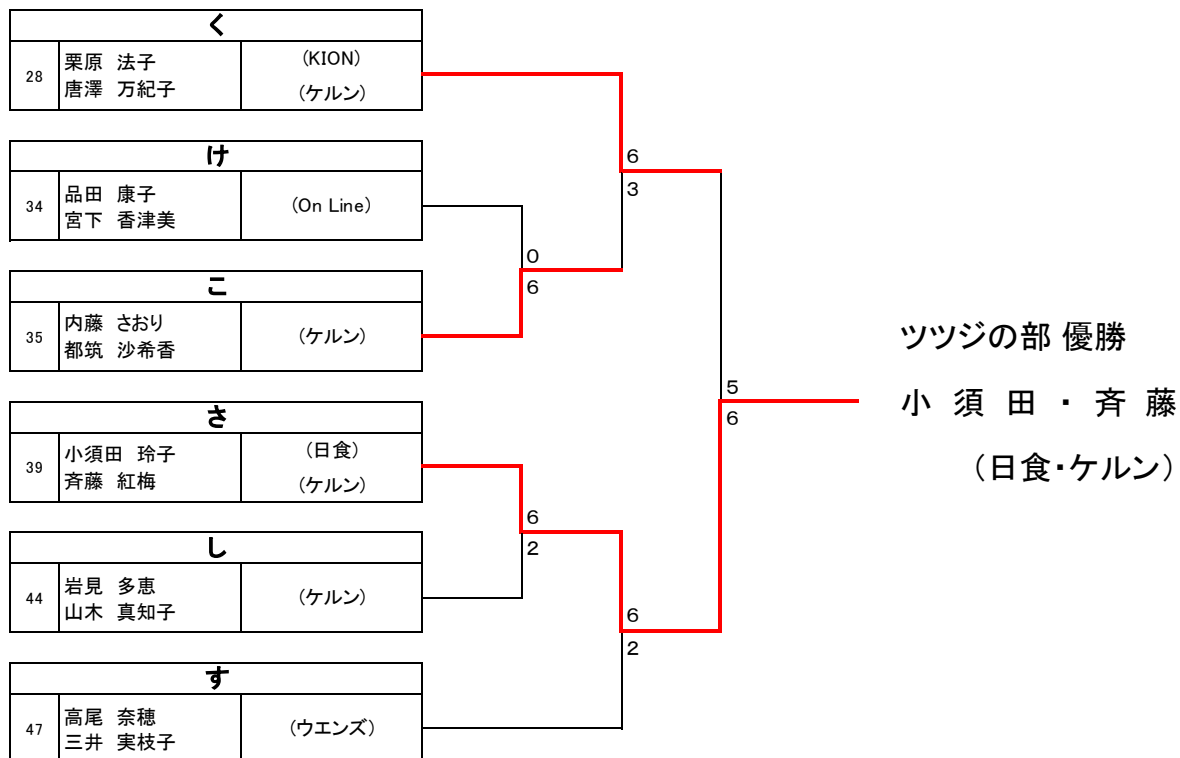 く
28
栗原 法子
唐澤 万紀子
(KION)
(ケルン)
け
34
品田 康子
宮下 香津美
(On Line)
こ
35
内藤 さおり
都筑 沙希香
(ケルン)
さ
39
小須田 玲子
斉藤 紅梅
(日食)
(ケルン)
し
44
岩見 多恵
山木 真知子
(ケルン)
す
47
高尾 奈穂
三井 実枝子
(ウエンズ)
0
6
6
2
6
3
6
2
5
6
ツツジの部 優勝
小 須 田 ・ 斉 藤
(日食・ケルン)